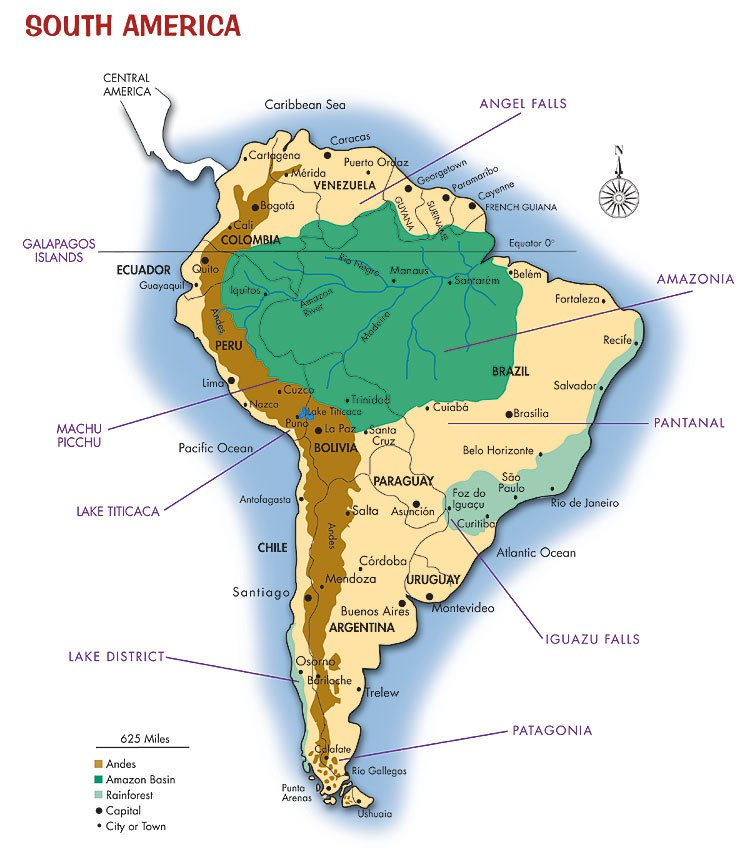 SOUTH AMERICA
CENTRAL
AMERICA
Caribbean Sea
ANGEL FALLS
Caracas
Cartagena
Puerto Ordaz
Mérida
VENEZUELA
Georgetown
Paramaribo
Cayenne
N
GUYANA
SURINAME
FRENCH GUIANA
Bogotá
Cali
COLOMBIA
GALAPAGOS
ISLANDS
Equator 0°
ECUADOR
Quito
Guayaquil
Rio Negro
Manaus
Santarém
Belém
AMAZONIA
Iquitos
Amazon
River
Madeira
Fortaleza
Andes
PERU
Recife
BRAZIL
Lima
Cuzco
Salvador
Nazca
Trinidad
Cuiabá
Brasília
Lake Titicaca
Puno
La Paz
Santa
Cruz
PANTANAL
MACHU
PICCHU
Pacific Ocean
BOLIVIA
Belo Horizonte
PARAGUAY
São
Paulo
LAKE TITICACA
Antofagasta
Foz do
Iguaçu
Rio de Janeiro
Salta
Asunción
Curitiba
Andes
CHILE
Atlantic Ocean
Córdoba
Mendoza
URUGUAY
Santiago
Buenos Aires
Montevideo
ARGENTINA
IGUAZU FALLS
LAKE DISTRICT
Osorno
Bariloche
Trelew
PATAGONIA
625 Miles
Calafate
Andes
Rio Gallegos
Amazon Basin
Rainforest
Punta
Arenas
Capital
City or Town
Ushuaia